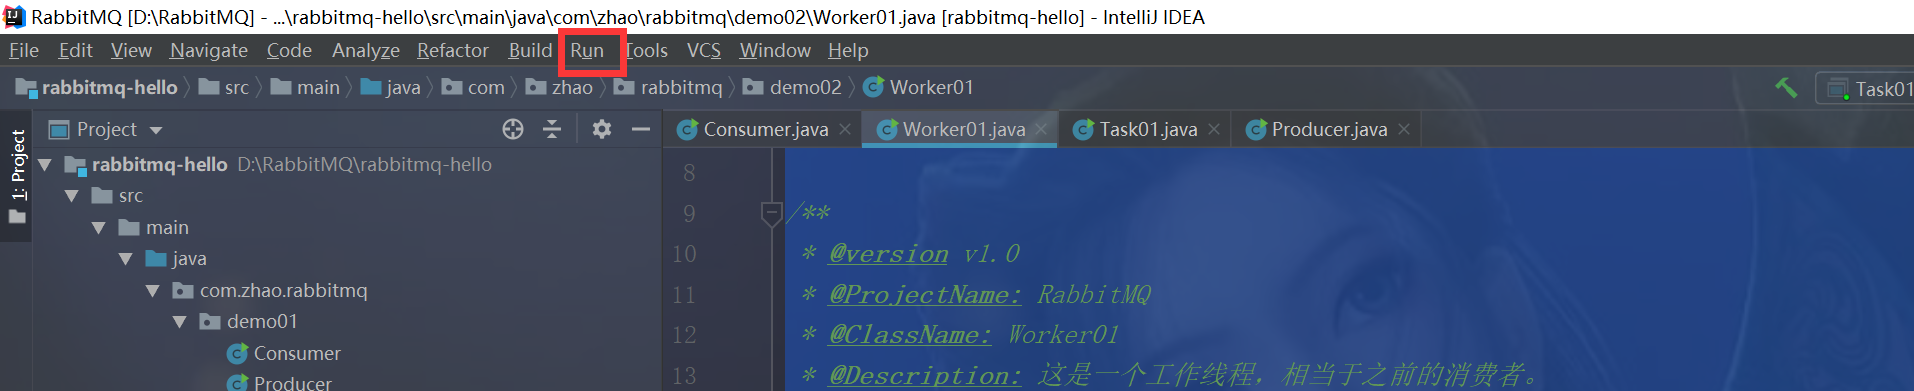 RabbitMQ [D:\RabbitMQ] - ...\rabbitmq-hello\src\main\java\com\zhao\rabbitmq\demo02\Worker01.java [rabbitmq-hello] - IntelliJ IDEA
File Edit View Navigate Code Analyze Refactor Build Run Tools VCS Window Help
rabbitmq-hello src main java com zhao rabbitmq demo02 Worker01 Task01
1: Project
Project
Consumer.java Worker01.java Task01.java Producer.java
rabbitmq-hello D:\RabbitMQ\rabbitmq-hello
src
main
java
com.zhao.rabbitmq
demo01
Consumer
Producer
8
9 /**
10 * @version v1.0
11 * @ProjectName: RabbitMQ
12 * @ClassName: Worker01
13 * @Description: 这是一个工作线程，相当于之前的消费者。